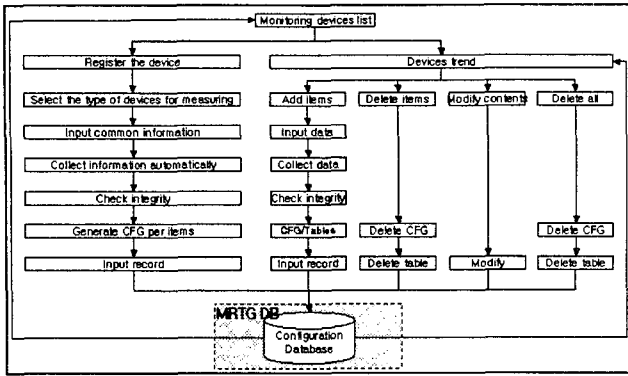 Monitoring devices list
Register the device
Devices trend
Select the type of devices for measuring
Add items
Delete items
Modify contents
Delete all
Input common information
Input data
Collect information automatically
Collect data
Check integrity
Check integrity
Generate CFG per items
CFG/Tables
Delete CFG
Delete CFG
Input record
Input record
Delete table
Modify
Delete table
MRTG DB
Configuration
Database